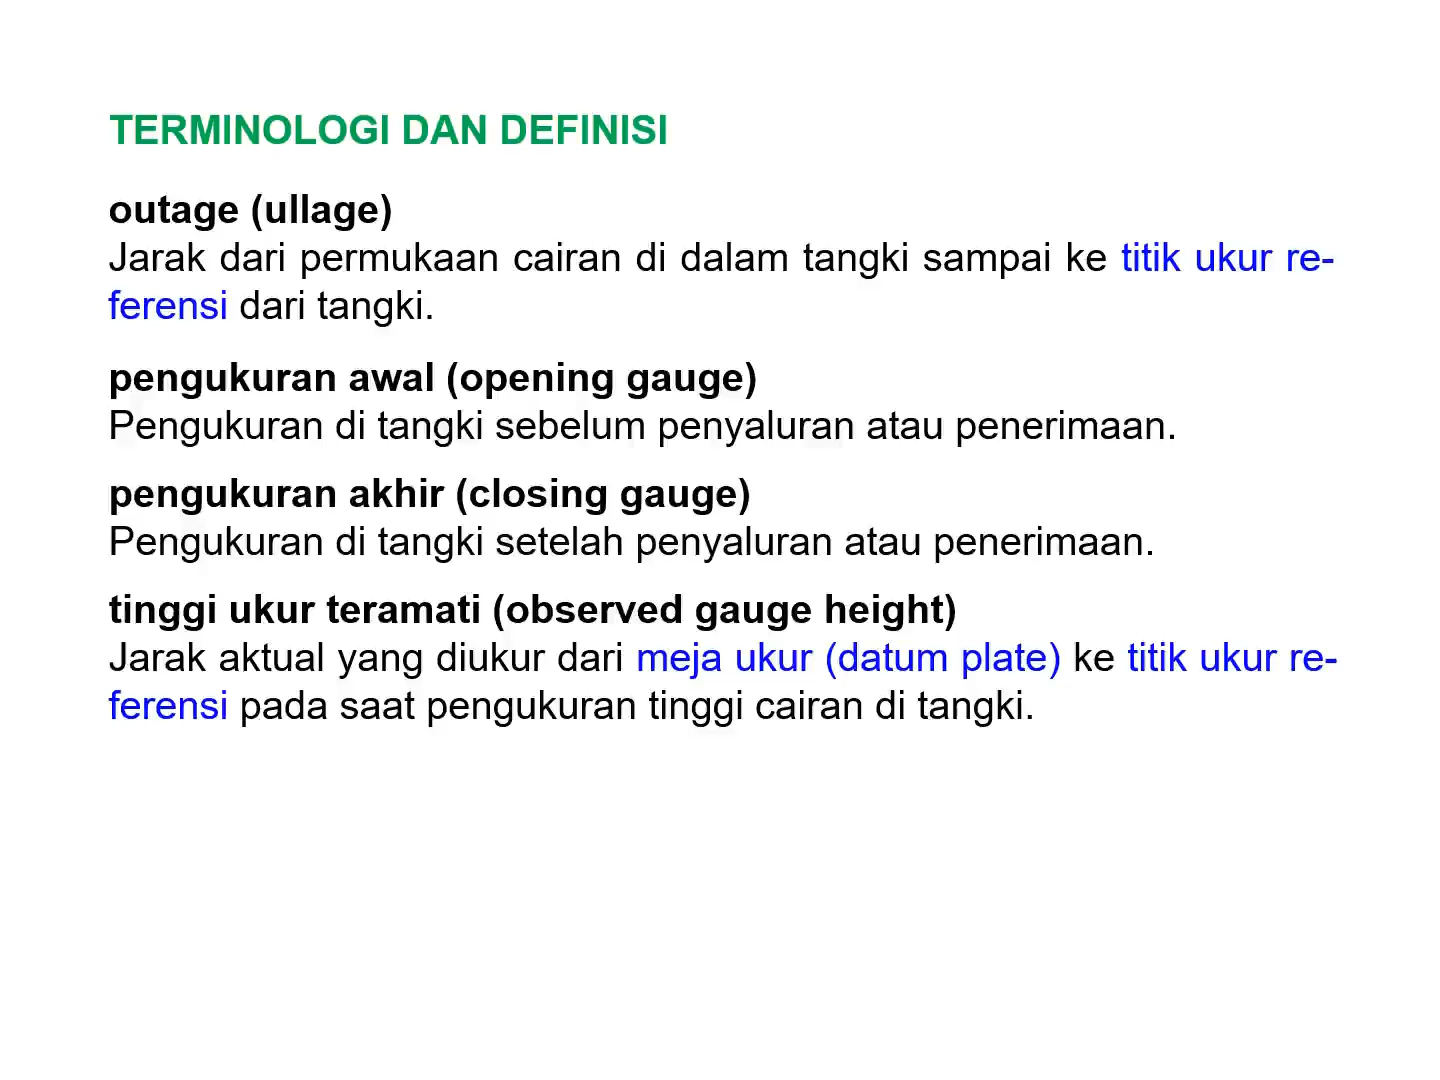 TERMINOLOGI DAN DEFINISI
outage (ullage)
Jarak dari permukaan cairan di dalam tangki sampai ke titik ukur re-
ferensi dari tangki.
pengukuran awal (opening gauge)
Pengukuran di tangki sebelum penyaluran atau penerimaan.
pengukuran akhir (closing gauge)
Pengukuran di tangki setelah penyaluran atau penerimaan.
tinggi ukur teramati (observed gauge height)
Jarak aktual yang diukur dari meja ukur (datum plate) ke titik ukur re-
ferensi pada saat pengukuran tinggi cairan di tangki.